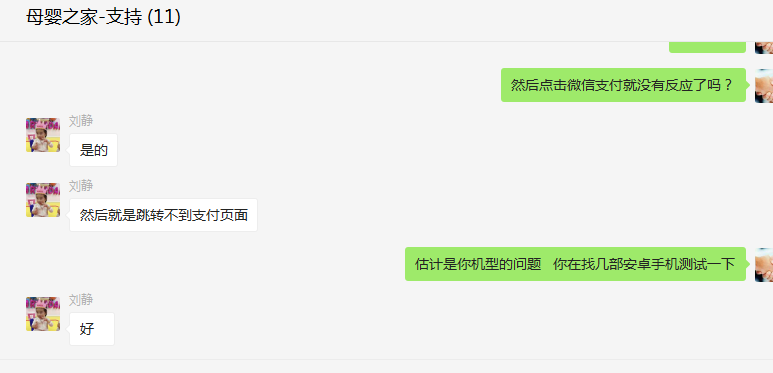 母婴之家-支持 (11)
然后点击微信支付就没有反应了吗？
刘静
是的
刘静
然后就是跳转不到支付页面
估计是你机型的问题 你在找几部安卓手机测试一下
刘静
好